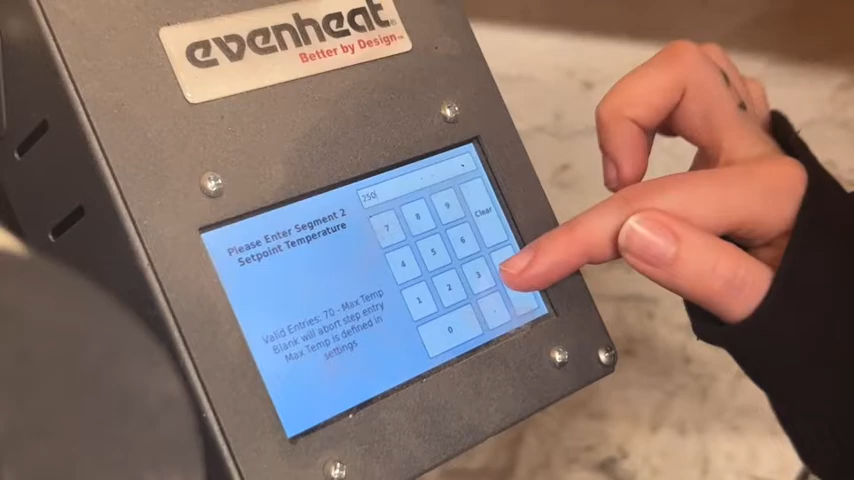 evenheat
Better by Design
Please Enter Segment 2
Setpoint Temperature
250
7 8 9 Clear
4 5 6
1 2 3
0 .
Valid Entries: 70 - Max Temp
Blank will abort step entry
Max Temp is defined in
settings